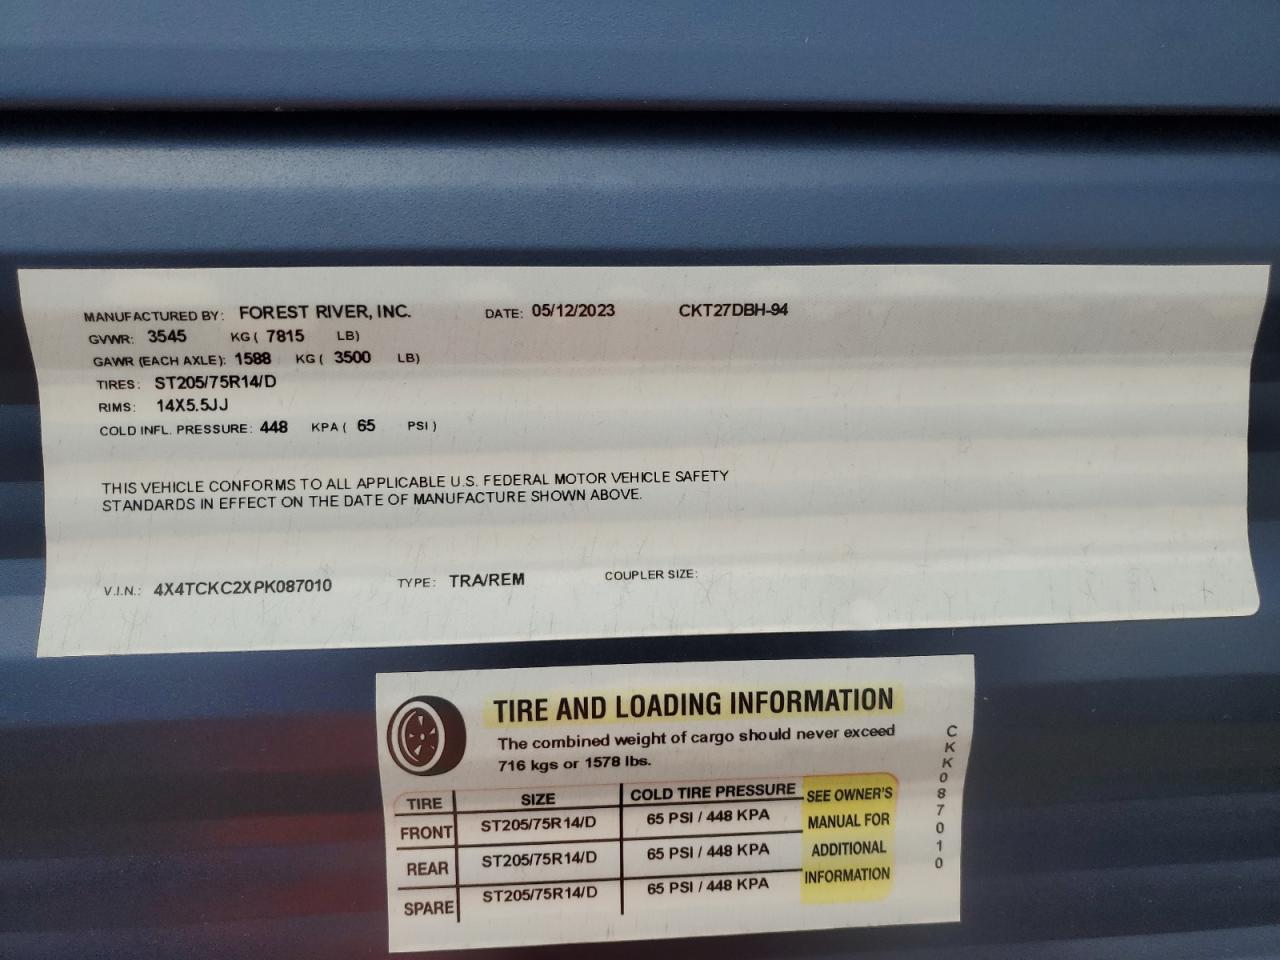 MANUFACTURED BY: FOREST RIVER, INC. DATE: 05/12/2023 CKT27DBH-94
GVWR: 3545 KG ( 7815 LB)
GAWR (EACH AXLE): 1588 KG ( 3500 LB)
TIRES: ST205/75R14/D
RIMS: 14X5.5JJ
COLD INFL. PRESSURE: 448 KPA ( 65 PSI )
THIS VEHICLE CONFORMS TO ALL APPLICABLE U.S. FEDERAL MOTOR VEHICLE SAFETY
STANDARDS IN EFFECT ON THE DATE OF MANUFACTURE SHOWN ABOVE.
V.I.N.: 4X4TCKC2XPK087010 TYPE: TRA/REM COUPLER SIZE:
TIRE AND LOADING INFORMATION
The combined weight of cargo should never exceed
716 kgs or 1578 lbs.
TIRE SIZE COLD TIRE PRESSURE SEE OWNER'S
FRONT ST205/75R14/D 65 PSI / 448 KPA MANUAL FOR
REAR ST205/75R14/D 65 PSI / 448 KPA ADDITIONAL
SPARE ST205/75R14/D 65 PSI / 448 KPA INFORMATION
CKK087010